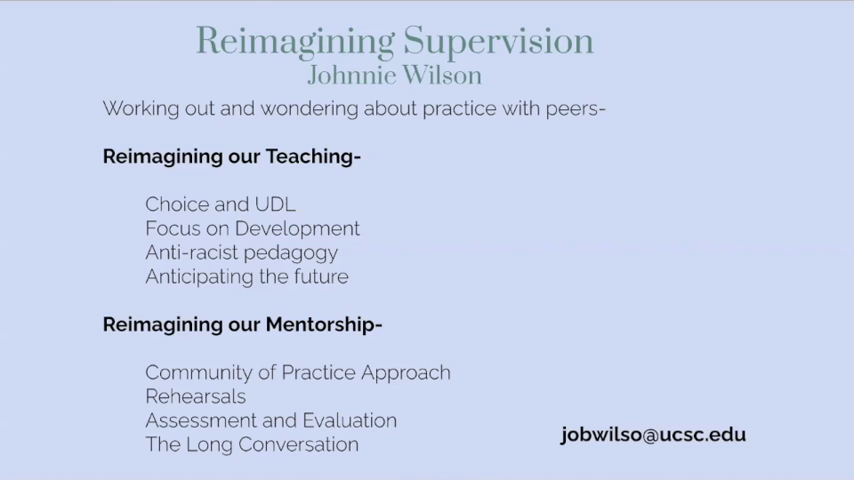 Reimagining Supervision
Johnnie Wilson
Working out and wondering about practice with peers-
Reimagining our Teaching-
Choice and UDL
Focus on Development
Anti-racist pedagogy
Anticipating the future
Reimagining our Mentorship-
Community of Practice Approach
Rehearsals
Assessment and Evaluation
The Long Conversation
jobwilso@ucsc.edu